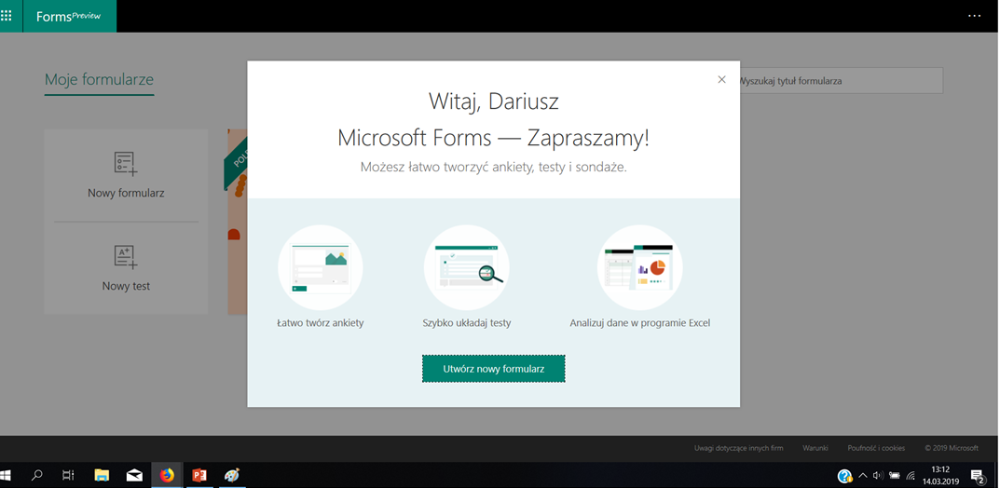 Forms Preview
...
Moje formularze
Wyszukaj tytuł formularza
Nowy formularz
Nowy test
Witaj, Dariusz
Microsoft Forms — Zapraszamy!
Możesz łatwo tworzyć ankiety, testy i sondaże.
Łatwo twórz ankiety
Szybko układaj testy
Analizuj dane w programie Excel
Utwórz nowy formularz
Uwagi dotyczące innych firm
Warunki
Poufność i cookies
© 2019 Microsoft
13:12
14.03.2019
2